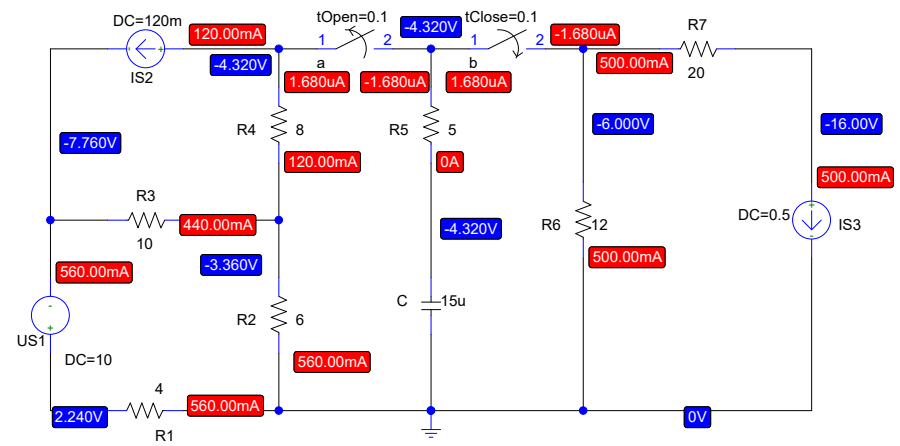 DC=120m
120.00mA
tOpen=0.1
-4.320V
tClose=0.1
-1.680uA
R7
1 2
1 2
IS2
-4.320V
a
b
500.00mA
20
1.680uA
-1.680uA
1.680uA
R4 8
R5 5
-6.000V
-16.00V
-7.760V
120.00mA
0A
500.00mA
R3
440.00mA
-4.320V
R6 12
DC=0.5
IS3
10
-3.360V
500.00mA
560.00mA
-
+
+
-
R2 6
C 15u
US1
DC=10
560.00mA
4
2.240V
560.00mA
0V
R1